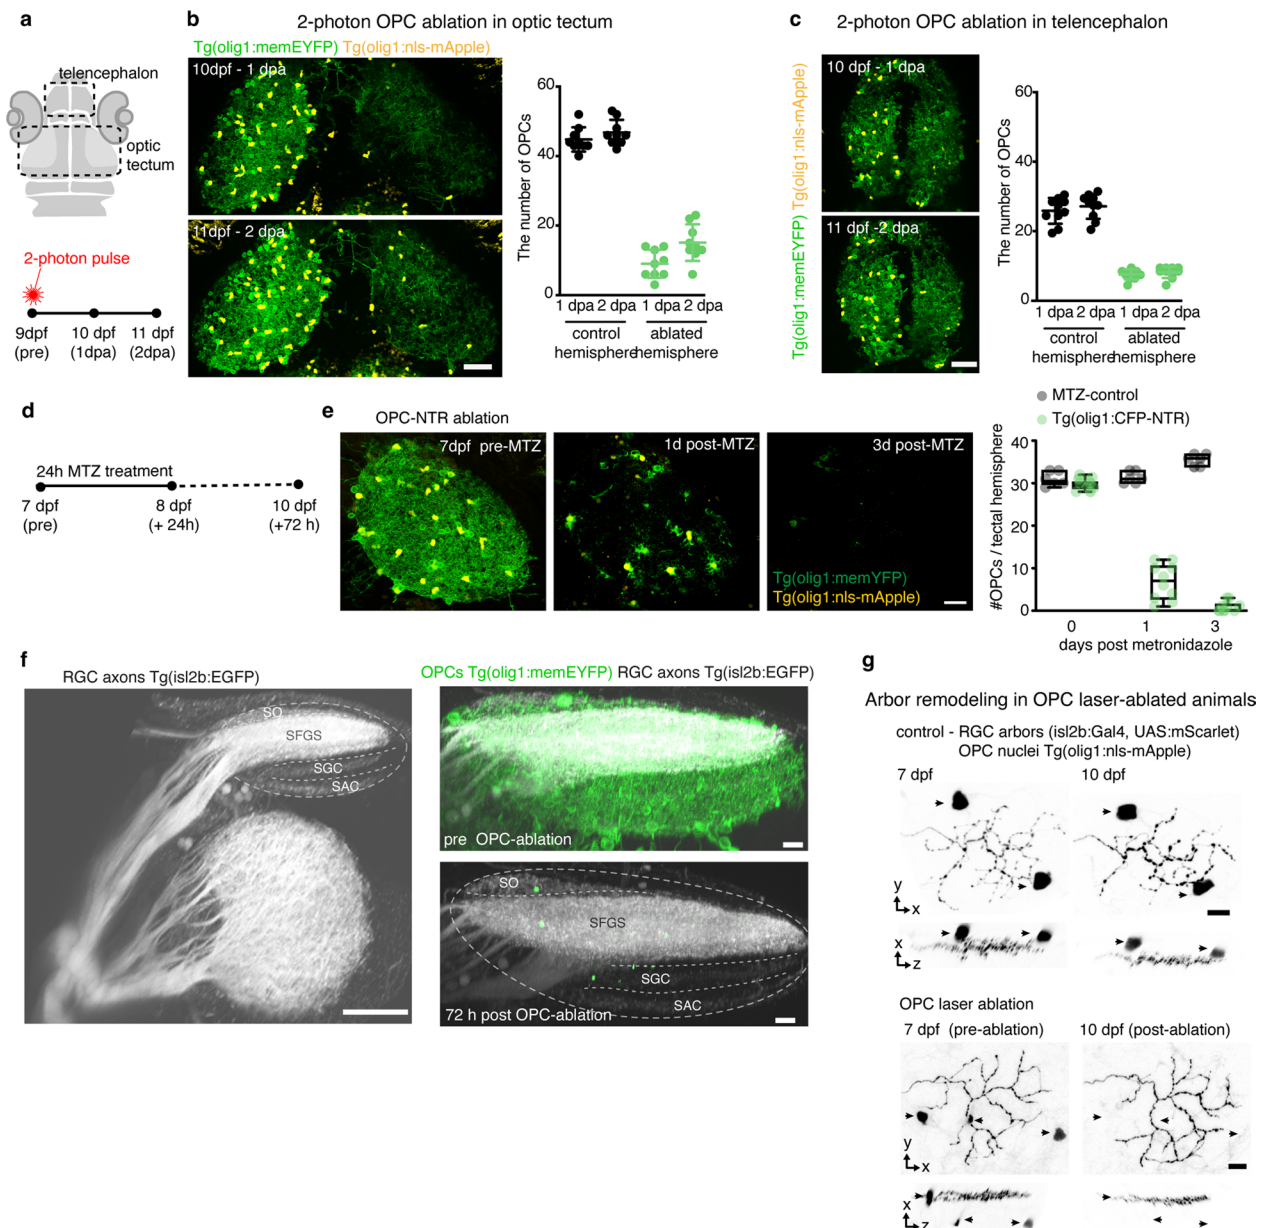 a
telencephalon
optic
tectum
2-photon pulse
9dpf
(pre)
10 dpf
(1dpa)
11 dpf
(2dpa)
b
2-photon OPC ablation in optic tectum
Tg(olig1:memEYFP) Tg(olig1:nls-mApple)
10dpf - 1 dpa
11dpf - 2 dpa
The number of OPCs
60
40
20
0
1 dpa 2 dpa 1 dpa 2 dpa
control
hemisphere
ablated
hemisphere
c
2-photon OPC ablation in telencephalon
Tg(olig1:memEYFP) Tg(olig1:nls-mApple)
10 dpf - 1 dpa
11 dpf -2 dpa
The number of OPCs
60
40
20
0
1 dpa 2 dpa 1 dpa 2 dpa
control
hemisphere
ablated
hemisphere
d
24h MTZ treatment
7 dpf
(pre)
8 dpf
(+ 24h)
10 dpf
(+72 h)
e
OPC-NTR ablation
7dpf pre-MTZ
1d post-MTZ
3d post-MTZ
Tg(olig1:memYFP)
Tg(olig1:nls-mApple)
MTZ-control
Tg(olig1:CFP-NTR)
#OPCs / tectal hemisphere
40
30
20
10
0
0 1 3
days post metronidazole
f
RGC axons Tg(isl2b:EGFP)
SO
SFGS
SGC
SAC
OPCs Tg(olig1:memEYFP) RGC axons Tg(isl2b:EGFP)
pre OPC-ablation
SO
SFGS
SGC
SAC
72 h post OPC-ablation
g
Arbor remodeling in OPC laser-ablated animals
control - RGC arbors (isl2b:Gal4, UAS:mScarlet)
OPC nuclei Tg(olig1:nls-mApple)
7 dpf
10 dpf
y
x
x
z
OPC laser ablation
7 dpf (pre-ablation)
10 dpf (post-ablation)
y
x
x
z